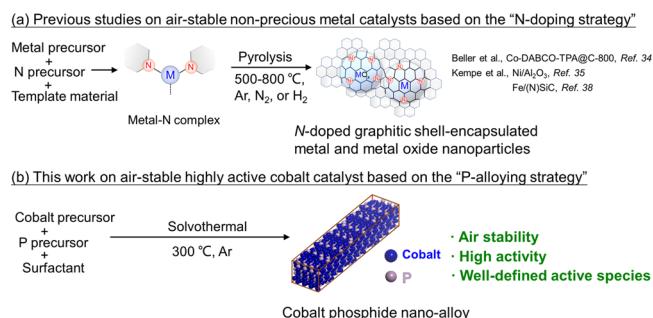 (a) Previous studies on air-stable non-precious metal catalysts based on the “N-doping strategy”
Metal precursor
+
N precursor
+
Template material
N
M
N
Metal-N complex
Pyrolysis
500-800 ℃,
Ar, N₂, or H₂
N
N
MOₓ
N
N
N
M
N
N-doped graphitic shell-encapsulated
metal and metal oxide nanoparticles
Beller et al., Co-DABCO-TPA@C-800, Ref. 34
Kempe et al., Ni/Al₂O₃, Ref. 35
Fe/(N)SiC, Ref. 38
(b) This work on air-stable highly active cobalt catalyst based on the “P-alloying strategy”
Cobalt precursor
+
P precursor
+
Surfactant
Solvothermal
300 ℃, Ar
Cobalt
P
Cobalt phosphide nano-alloy
· Air stability
· High activity
· Well-defined active species